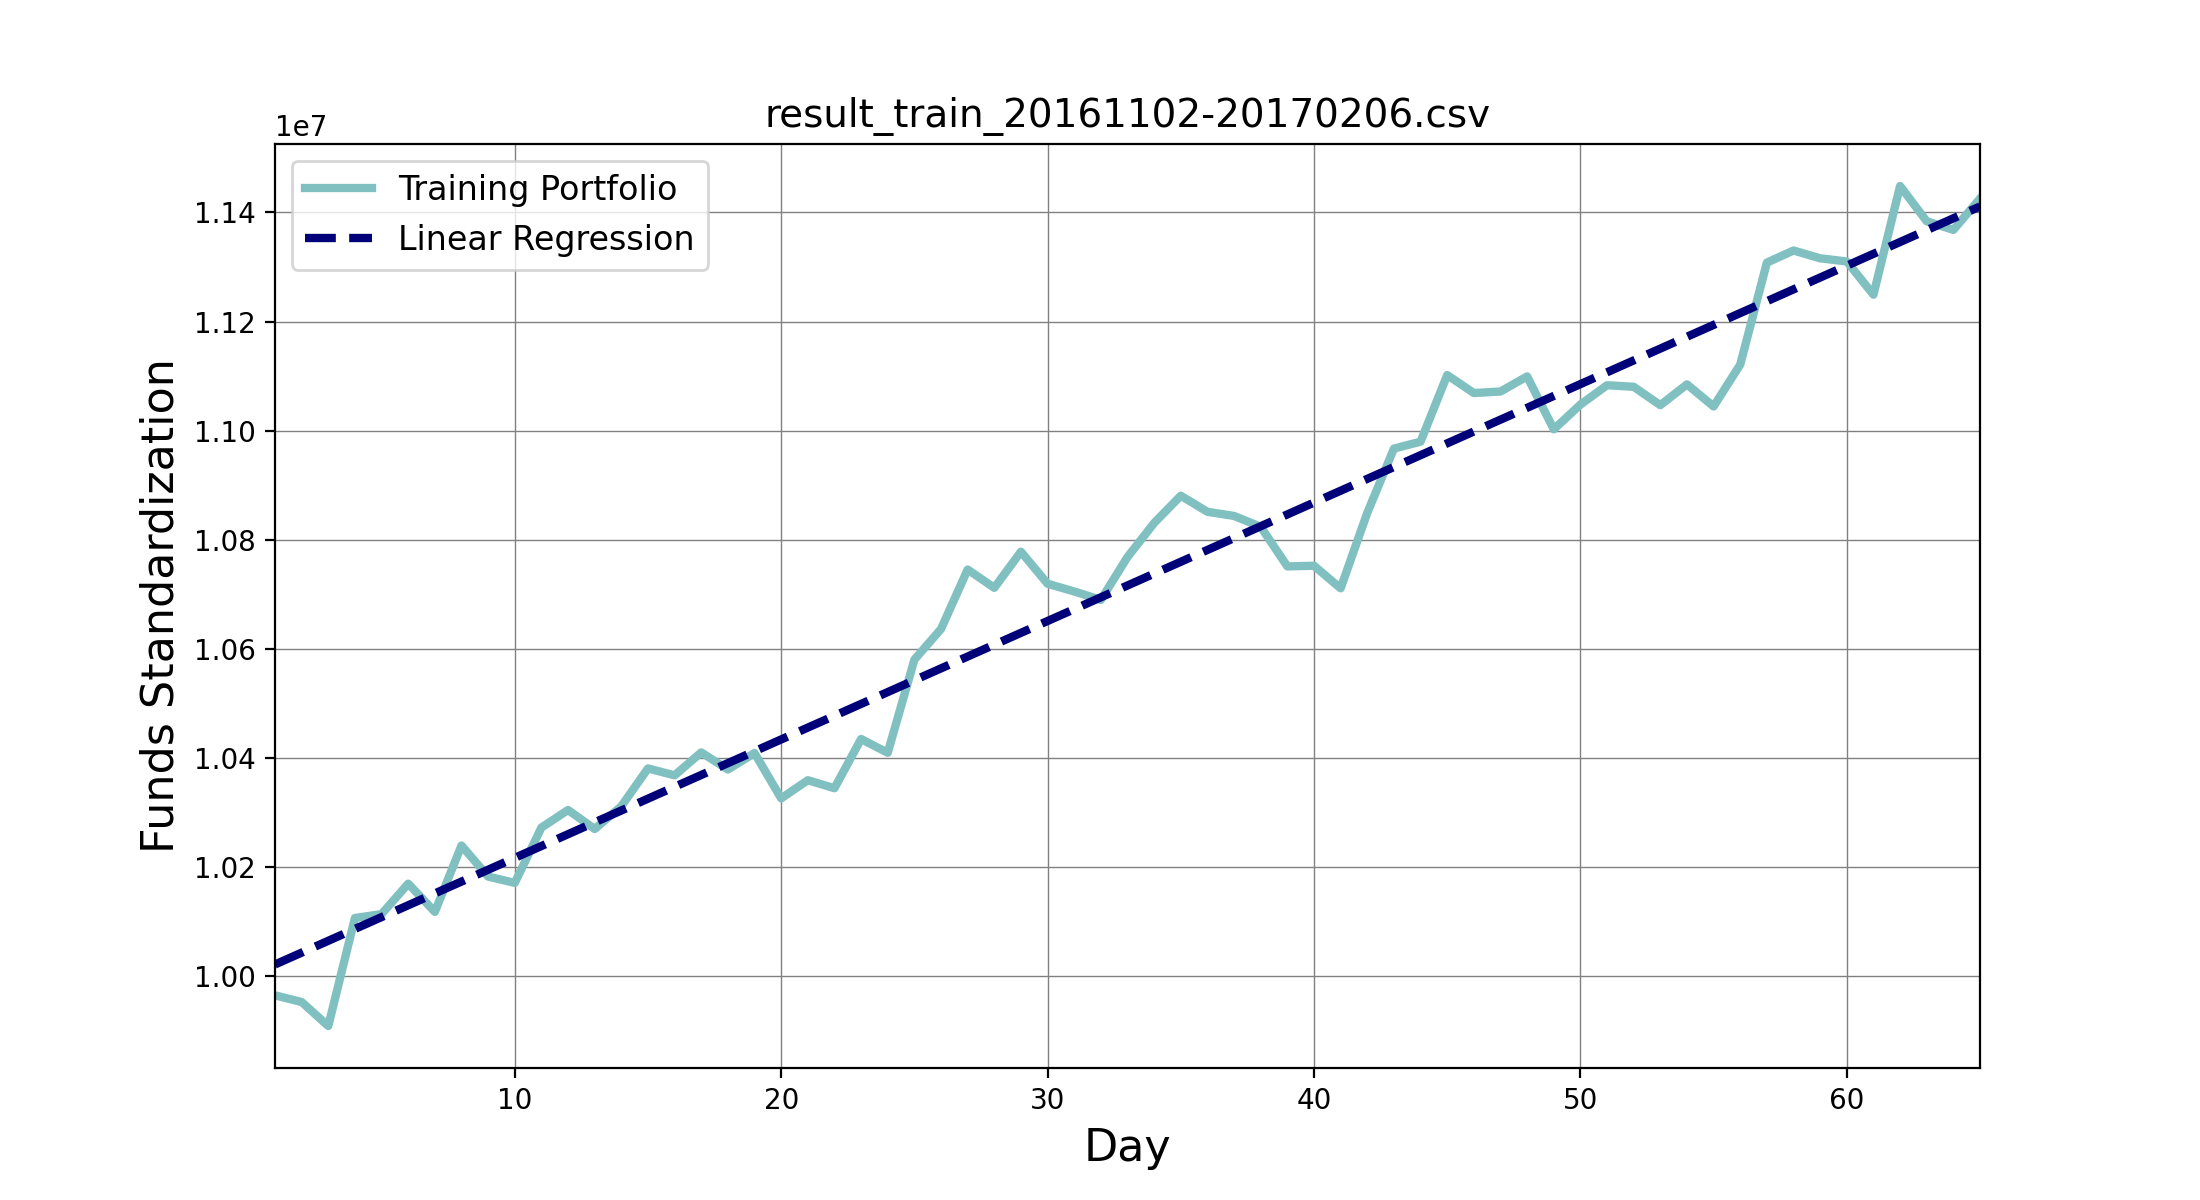 result_train_20161102-20170206.csv
1e7
Training Portfolio
Linear Regression
1.14
1.12
1.10
1.08
1.06
1.04
1.02
1.00
Funds Standardization
10 20 30 40 50 60
Day